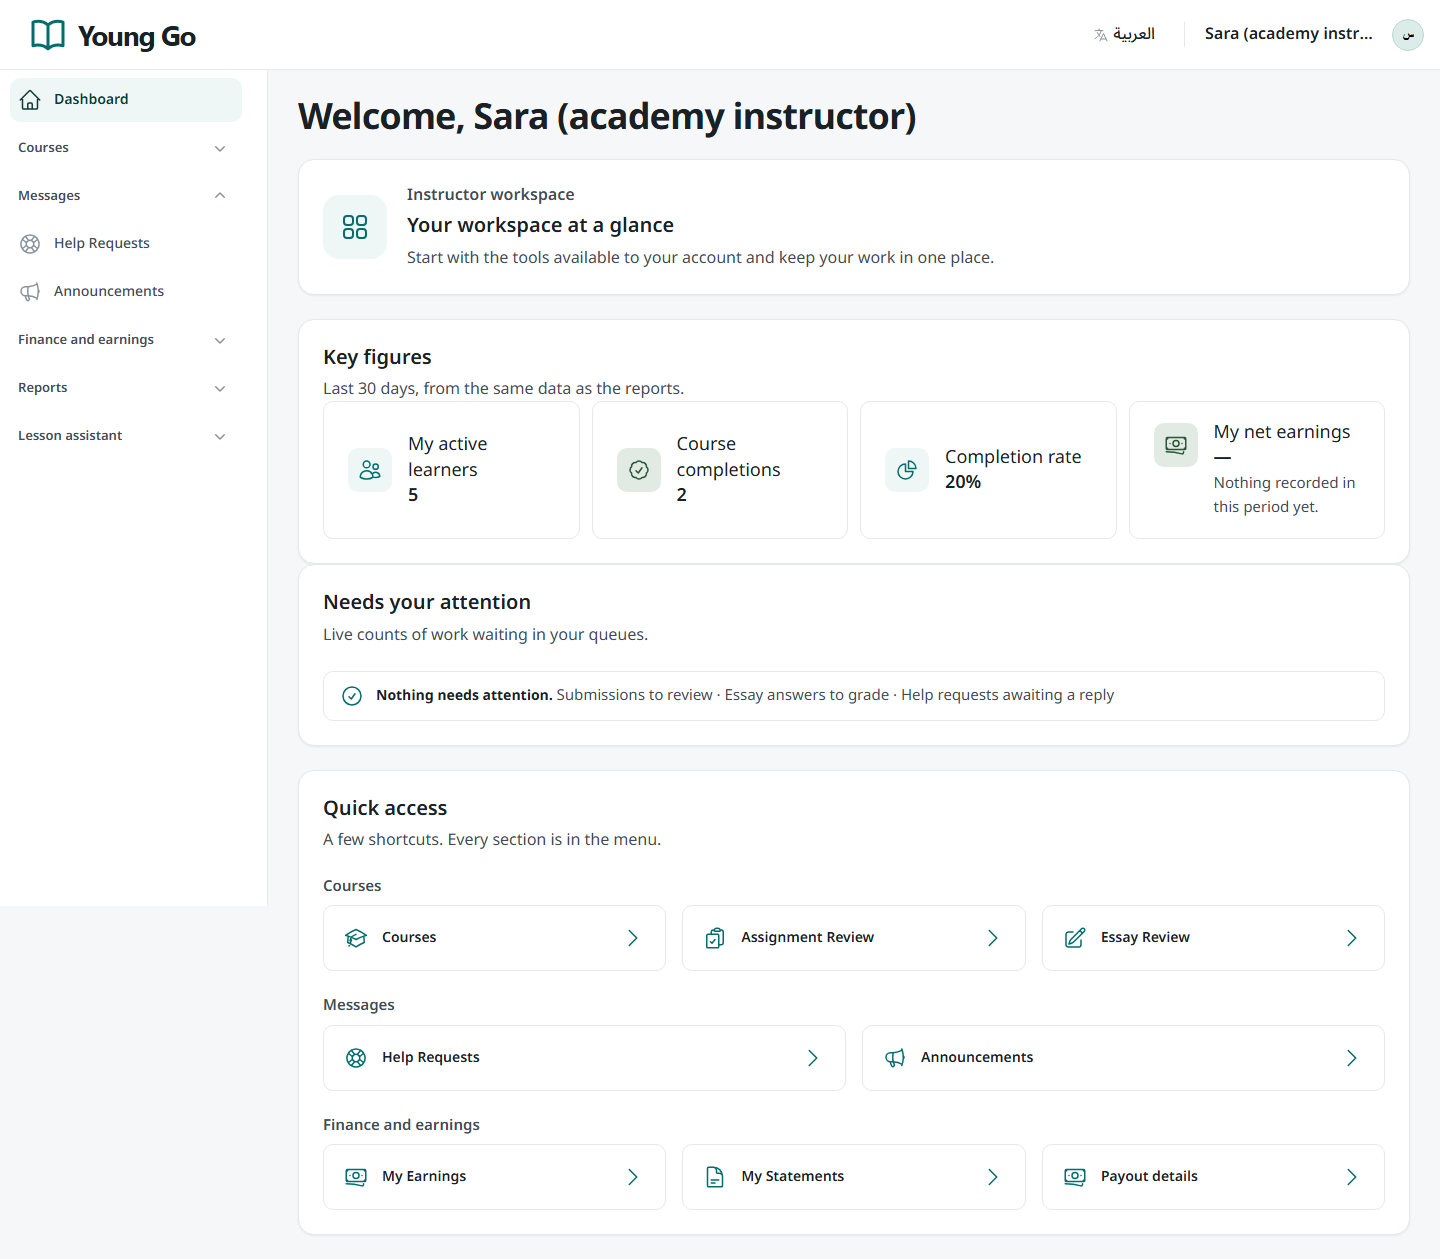 Young Go
العربية
Sara (academy instr...
س
Dashboard
Courses
Messages
Help Requests
Announcements
Finance and earnings
Reports
Lesson assistant
Welcome, Sara (academy instructor)
Instructor workspace
Your workspace at a glance
Start with the tools available to your account and keep your work in one place.
Key figures
Last 30 days, from the same data as the reports.
My active
learners
5
Course
completions
2
Completion rate
20%
My net earnings
—
Nothing recorded in
this period yet.
Needs your attention
Live counts of work waiting in your queues.
Nothing needs attention. Submissions to review · Essay answers to grade · Help requests awaiting a reply
Quick access
A few shortcuts. Every section is in the menu.
Courses
Courses
Assignment Review
Essay Review
Messages
Help Requests
Announcements
Finance and earnings
My Earnings
My Statements
Payout details